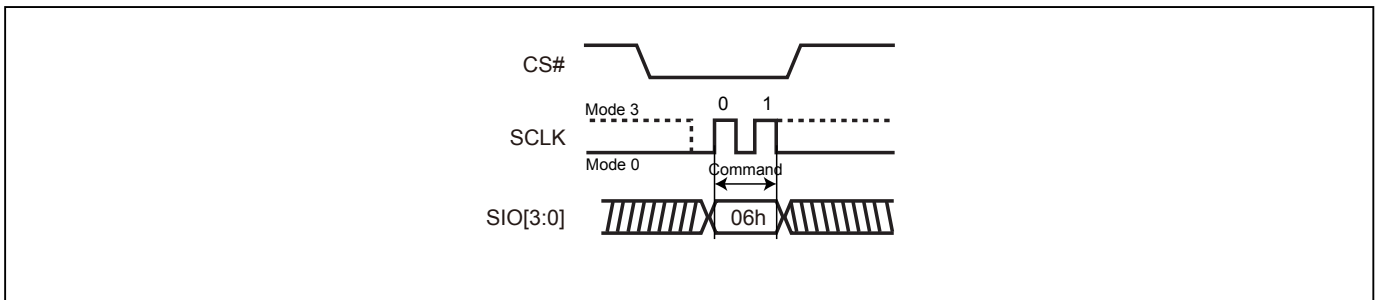 CS#
Mode 3
0 1
SCLK
Mode 0
Command
SIO[3:0]
06h